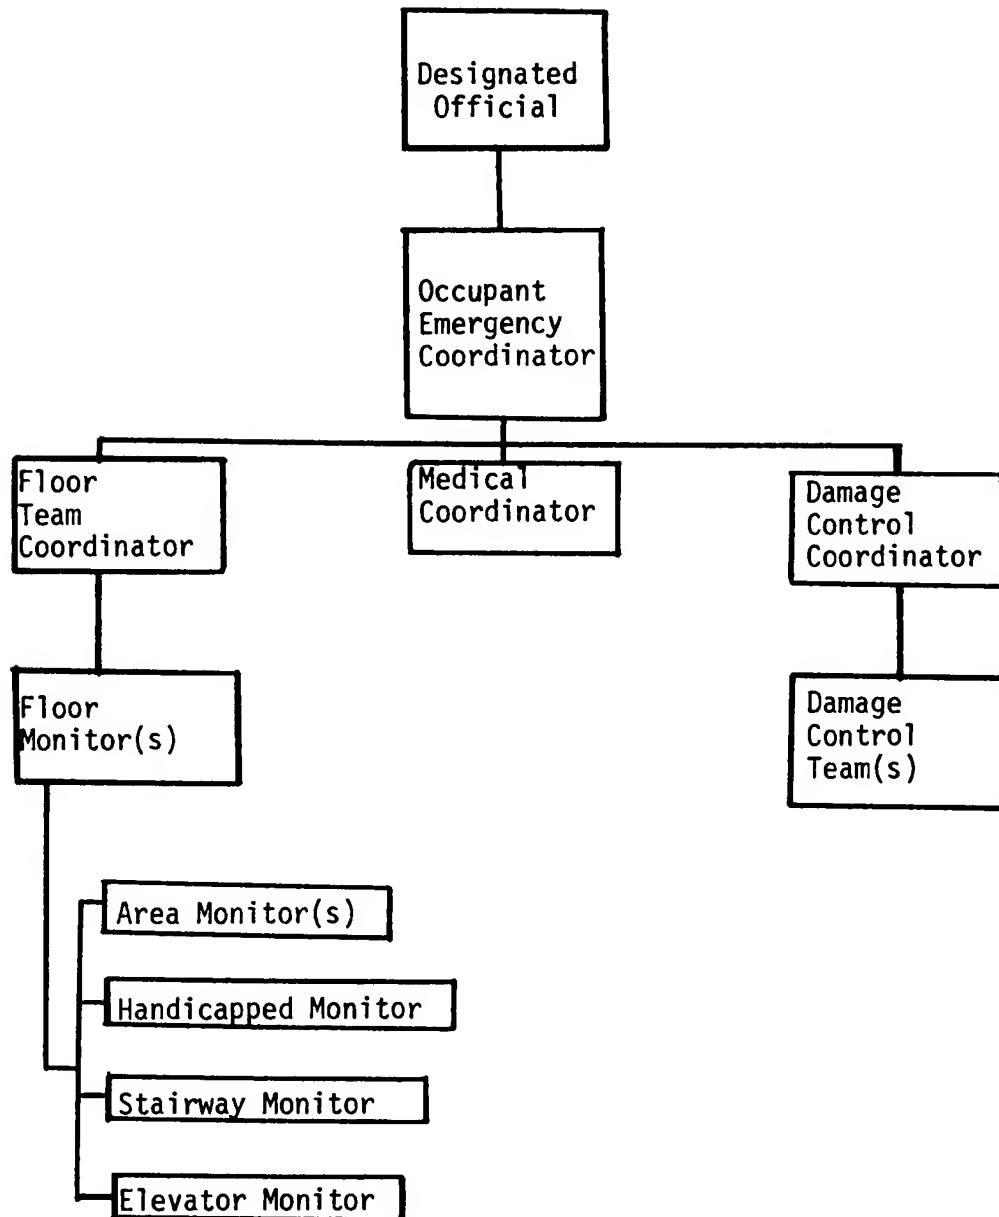 Designated
Official
Occupant
Emergency
Coordinator
Floor
Team
Coordinator
Medical
Coordinator
Damage
Control
Coordinator
Floor
Monitor(s)
Damage
Control
Team(s)
Area Monitor(s)
Handicapped Monitor
Stairway Monitor
Elevator Monitor